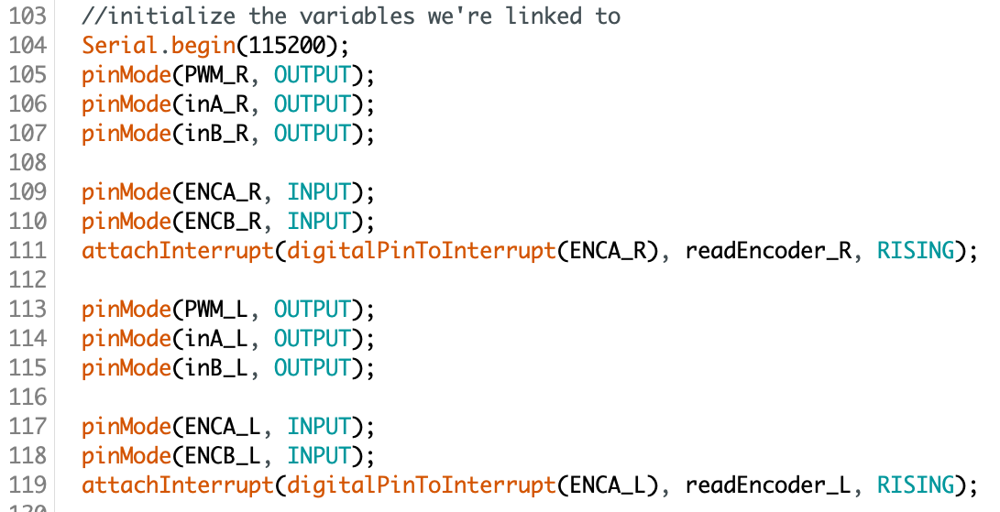 103 //initialize the variables we're linked to
104 Serial.begin(115200);
105 pinMode(PWM_R, OUTPUT);
106 pinMode(inA_R, OUTPUT);
107 pinMode(inB_R, OUTPUT);
108
109 pinMode(ENCA_R, INPUT);
110 pinMode(ENCB_R, INPUT);
111 attachInterrupt(digitalPinToInterrupt(ENCA_R), readEncoder_R, RISING);
112
113 pinMode(PWM_L, OUTPUT);
114 pinMode(inA_L, OUTPUT);
115 pinMode(inB_L, OUTPUT);
116
117 pinMode(ENCA_L, INPUT);
118 pinMode(ENCB_L, INPUT);
119 attachInterrupt(digitalPinToInterrupt(ENCA_L), readEncoder_L, RISING);